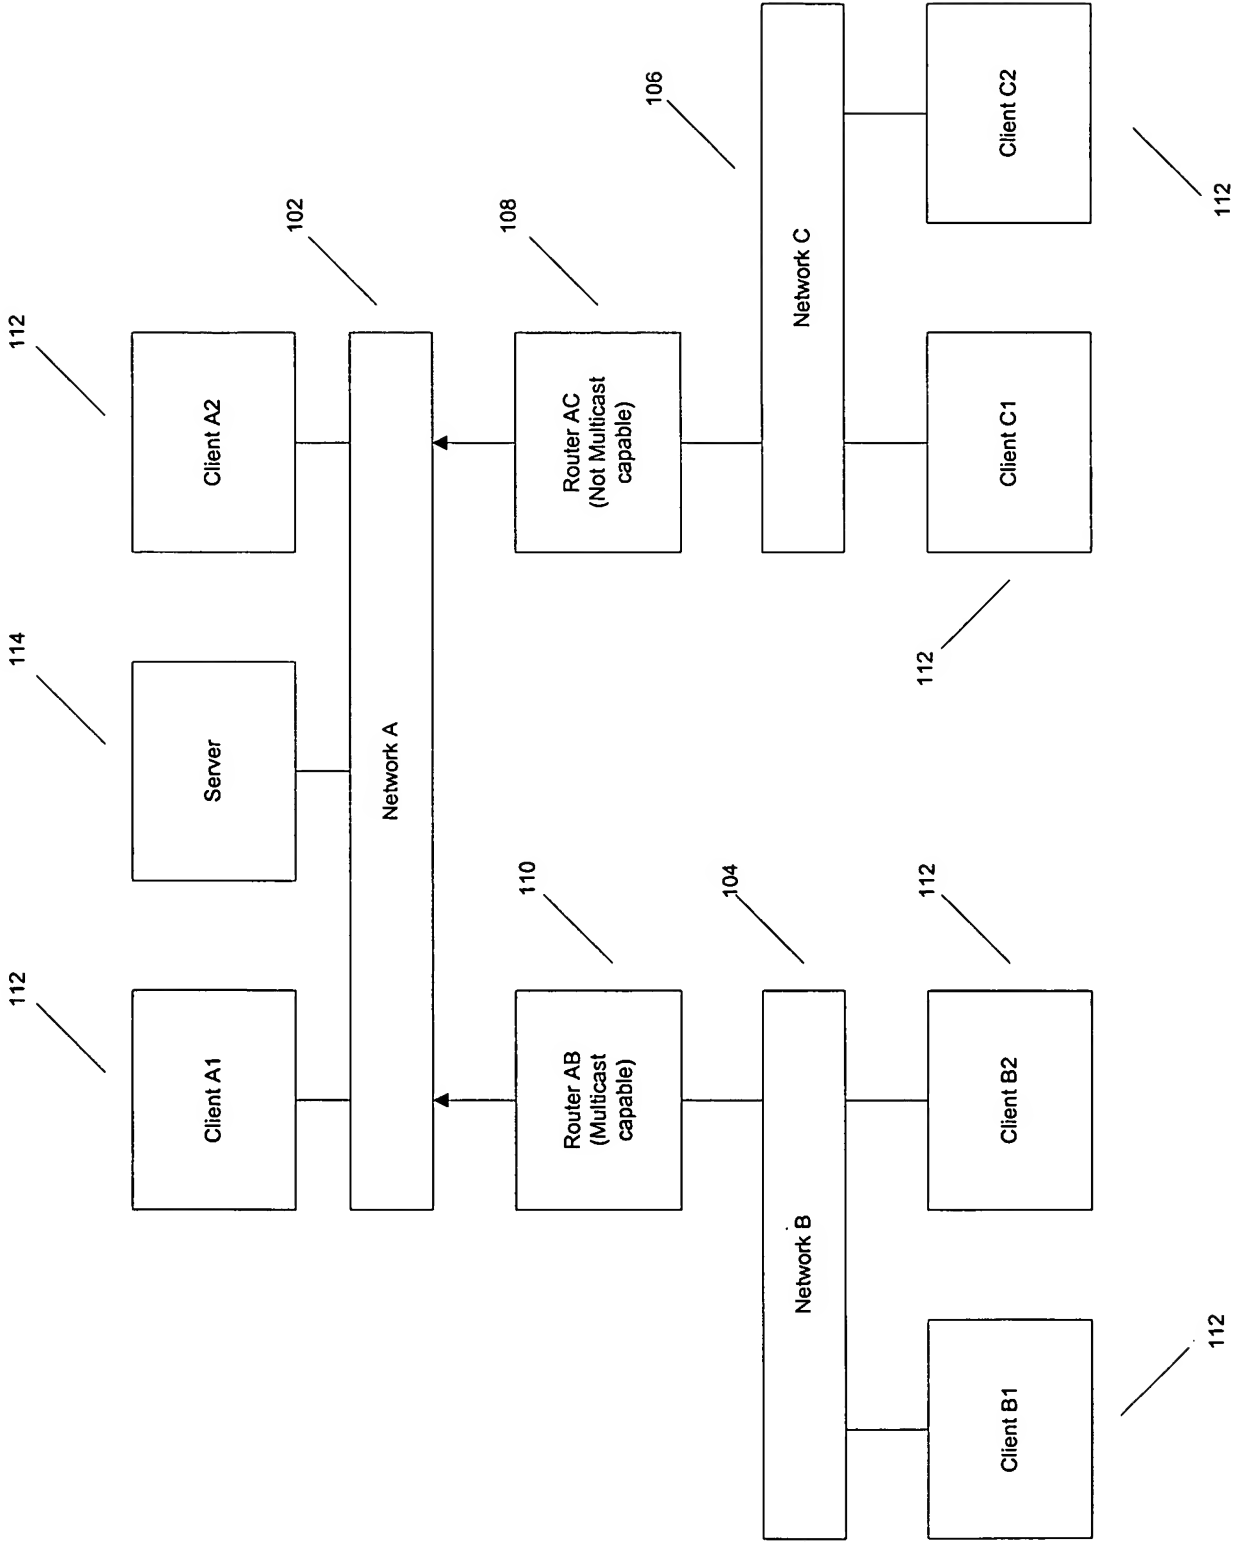 112
114
112
Client A1
Server
Client A2
102
Network A
110
108
Router AB
(Multicast
capable)
Router AC
(Not Multicast
capable)
106
104
Network B
Network C
112
112
Client B1
Client B2
Client C1
Client C2
112
112